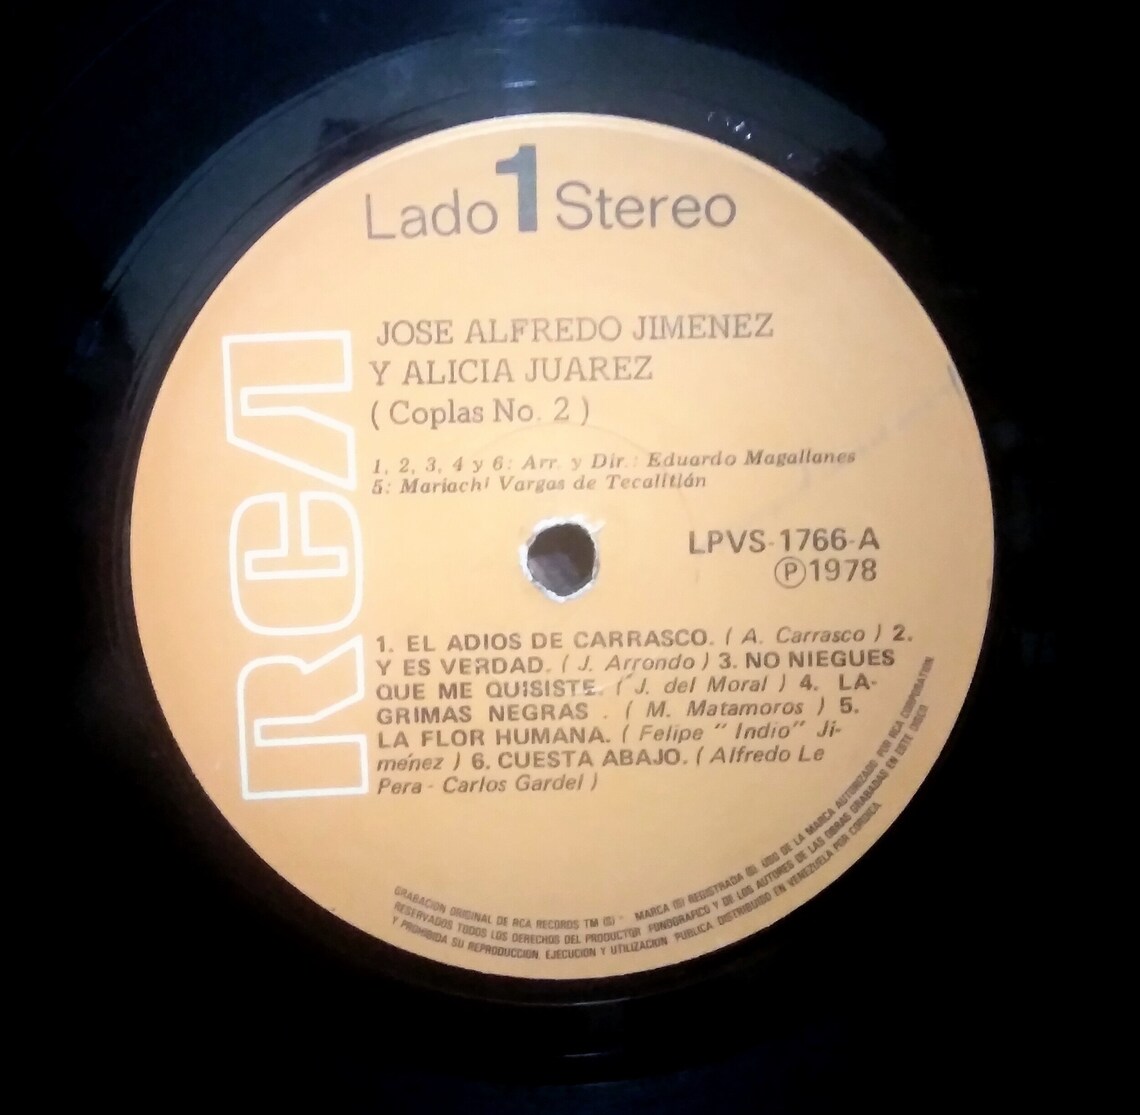 Lado 1 Stereo
JOSE ALFREDO JIMENEZ
Y ALICIA JUAREZ
( Coplas No. 2 )
1, 2, 3, 4 y 6: Arr. y Dir.: Eduardo Magallanes
5: Mariachi Vargas de Tecalitlán
RCA
LPVS-1766-A
Ⓟ1978
1. EL ADIOS DE CARRASCO. ( A. Carrasco ) 2.
Y ES VERDAD. ( J. Arrondo ) 3. NO NIEGUES
QUE ME QUISISTE. ( J. del Moral ) 4. LA-
GRIMAS NEGRAS . ( M. Matamoros ) 5.
LA FLOR HUMANA. ( Felipe " Indio" Ji-
ménez ) 6. CUESTA ABAJO. ( Alfredo Le
Pera - Carlos Gardel )
GRABACION ORIGINAL DE RCA RECORDS TM (S) - MARCA (S) REGISTRADA (S). USO DE LA MARCA AUTORIZADO POR RCA CORPORATION
RESERVADOS TODOS LOS DERECHOS DEL PRODUCTOR FONOGRAFICO Y DE LOS AUTORES DE LAS OBRAS GRABADAS EN ESTE DISCO
Y PROHIBIDA SU REPRODUCCION, EJECUCION Y UTILIZACION PUBLICA DISTRIBUIDO EN VENEZUELA POR CORDICA.